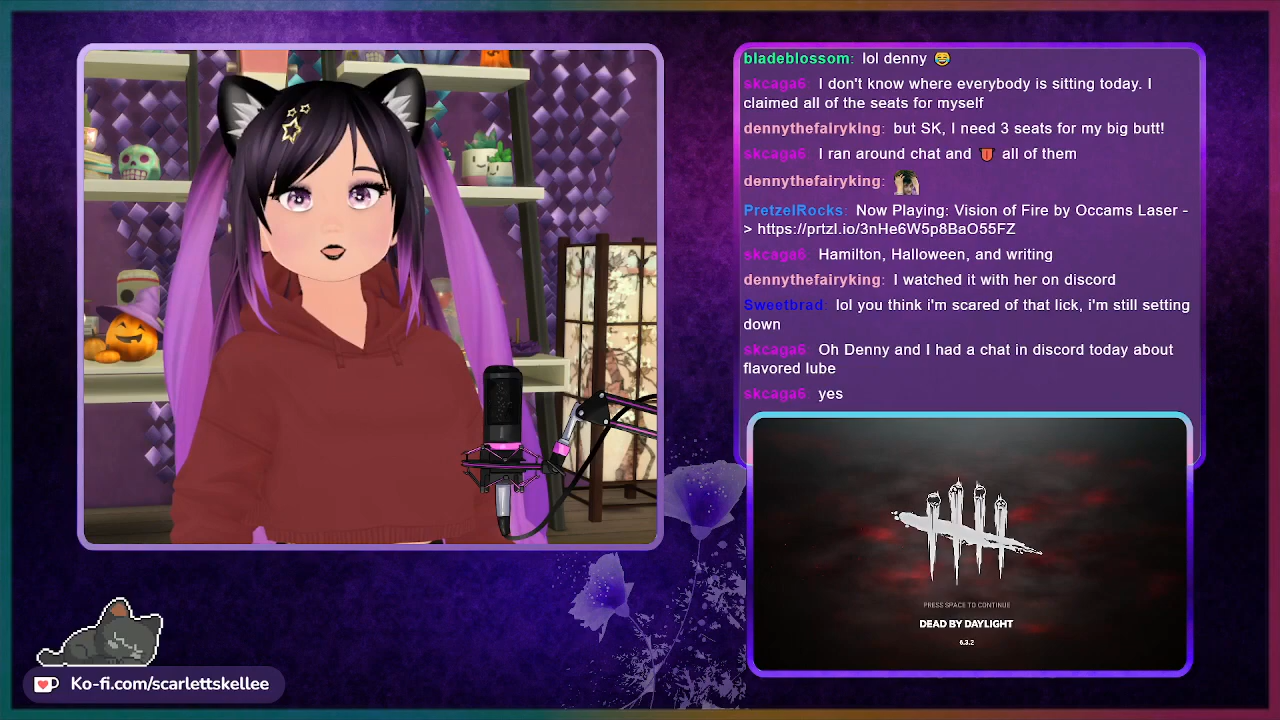 bladeblossom: lol denny 😂
skcaga6: I don't know where everybody is sitting today. I
claimed all of the seats for myself
dennythefairyking: but SK, I need 3 seats for my big butt!
skcaga6: I ran around chat and all of them
dennythefairyking:
PretzelRocks: Now Playing: Vision of Fire by Occams Laser -
> https://prtzl.io/3nHe6W5p8BaO55FZ
skcaga6: Hamilton, Halloween, and writing
dennythefairyking: I watched it with her on discord
Sweetbrad: lol you think i'm scared of that lick, i'm still setting
down
skcaga6: Oh Denny and I had a chat in discord today about
flavored lube
skcaga6: yes
PRESS SPACE TO CONTINUE
DEAD BY DAYLIGHT
6.3.2
Ko-fi.com/scarlettskellee